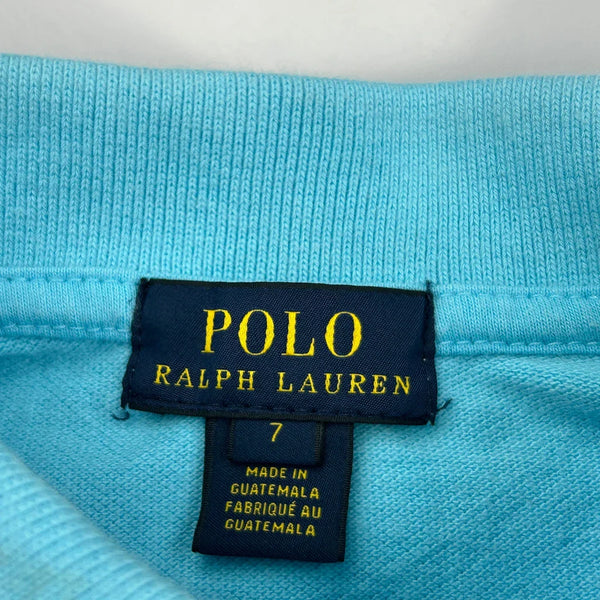 POLO
RALPH LAUREN
7
MADE IN
GUATEMALA
FABRIQUÉ AU
GUATEMALA